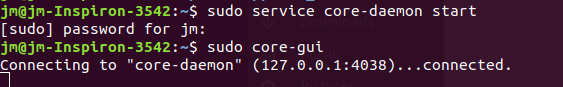 jm@jm-Inspiron-3542:~$ sudo service core-daemon start
[sudo] password for jm:
jm@jm-Inspiron-3542:~$ sudo core-gui
Connecting to "core-daemon" (127.0.0.1:4038)...connected.